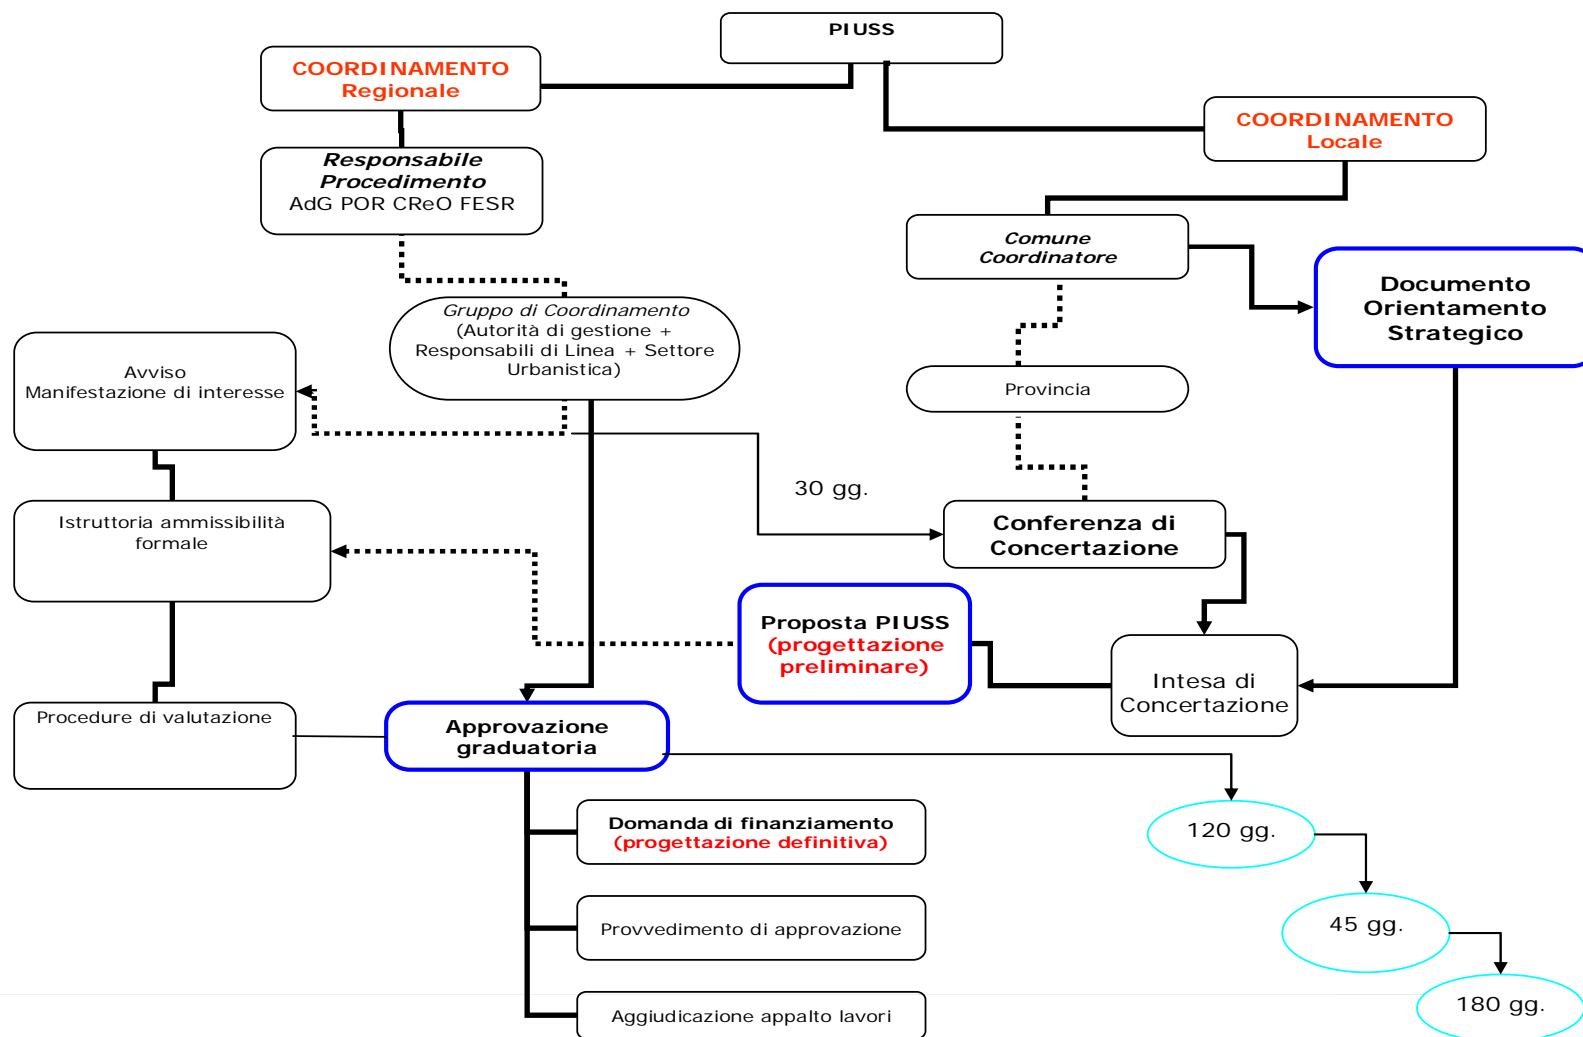 PIUSS
COORDINAMENTO
Regionale
COORDINAMENTO
Locale
Responsabile
Procedimento
AdG POR CReO FESR
Comune
Coordinatore
Documento
Orientamento
Strategico
Gruppo di Coordinamento
(Autorità di gestione +
Responsabili di Linea + Settore
Urbanistica)
Avviso
Manifestazione di interesse
Provincia
30 gg.
Conferenza di
Concertazione
Istruttoria ammissibilità
formale
Proposta PIUSS
(progettazione
preliminare)
Intesa di
Concertazione
Procedure di valutazione
Approvazione
graduatoria
Domanda di finanziamento
(progettazione definitiva)
120 gg.
Provvedimento di approvazione
45 gg.
Aggiudicazione appalto lavori
180 gg.